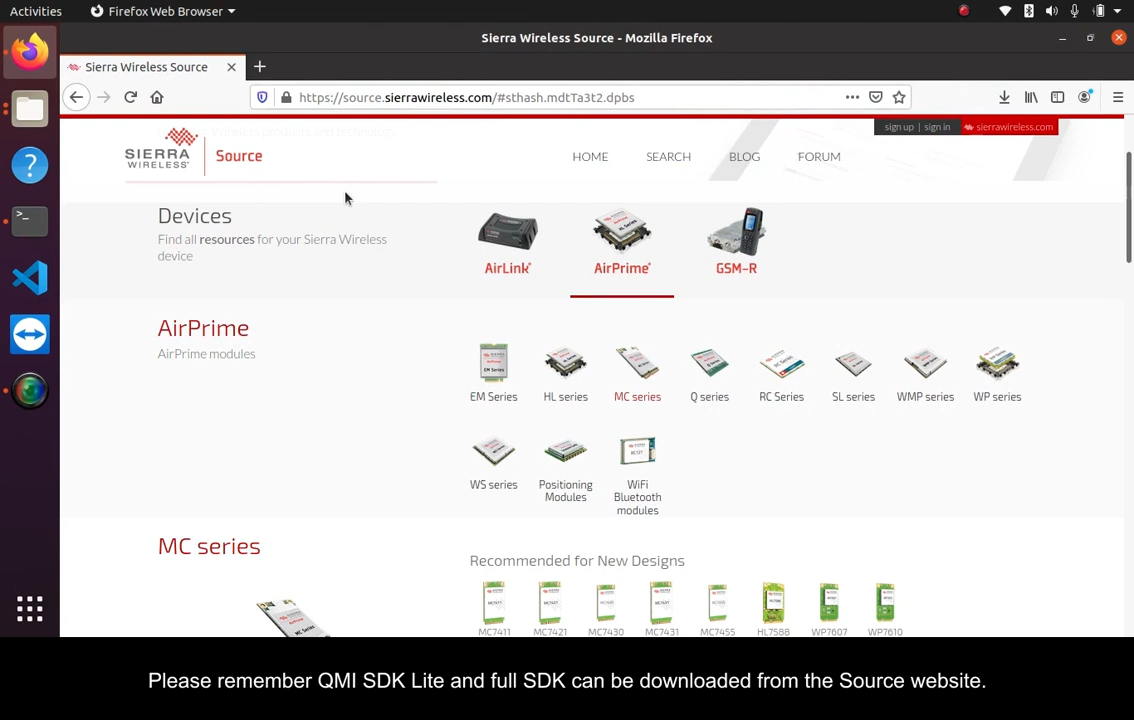 Activities
Firefox Web Browser
Sierra Wireless Source - Mozilla Firefox
Sierra Wireless Source
https://source.sierrawireless.com/#sthash.mdtTa3t2.dpbs
Wireless products and technology
sign up | sign in
sierrawireless.com
SIERRA
WIRELESS
Source
HOME
SEARCH
BLOG
FORUM
Devices
Find all resources for your Sierra Wireless
device
AirLink®
AirPrime®
GSM-R
AirPrime
AirPrime modules
EM Series
HL series
MC series
Q series
RC Series
SL series
WMP series
WP series
WS series
Positioning
Modules
WiFi
Bluetooth
modules
MC series
Recommended for New Designs
MC7411
MC7421
MC7430
MC7431
MC7455
HL7588
WP7607
WP7610
Please remember QMI SDK Lite and full SDK can be downloaded from the Source website.